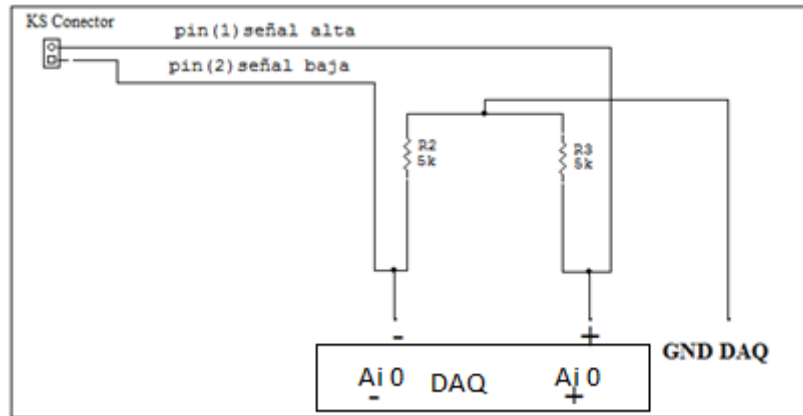 KS Conector
pin(1)señal alta
pin(2)señal baja
R2
5k
R3
5k
-
+
GND DAQ
Ai 0 DAQ Ai 0
- +